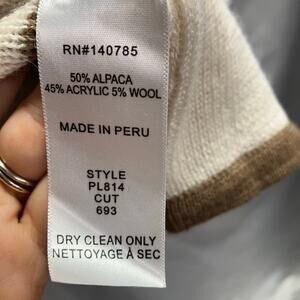 RN#140785
50% ALPACA
45% ACRYLIC 5% WOOL
MADE IN PERU
STYLE
PL814
CUT
693
DRY CLEAN ONLY
NETTOYAGE À SEC